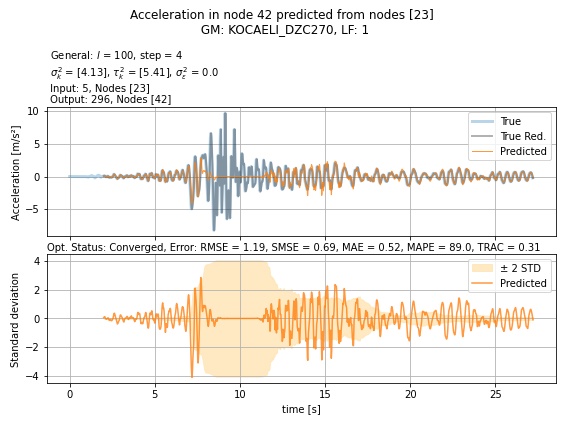 Acceleration in node 42 predicted from nodes [23]
GM: KOCAELI_DZC270, LF: 1
General: l = 100, step = 4
σ²ₖ = [4.13], τ²ₖ = [5.41], σ²ε = 0.0
Input: 5, Nodes [23]
Output: 296, Nodes [42]
Acceleration [m/s²]
10
5
0
−5
True
True Red.
Predicted
Opt. Status: Converged, Error: RMSE = 1.19, SMSE = 0.69, MAE = 0.52, MAPE = 89.0, TRAC = 0.31
Standard deviation
4
2
0
−2
−4
± 2 STD
Predicted
0 5 10 15 20 25
time [s]